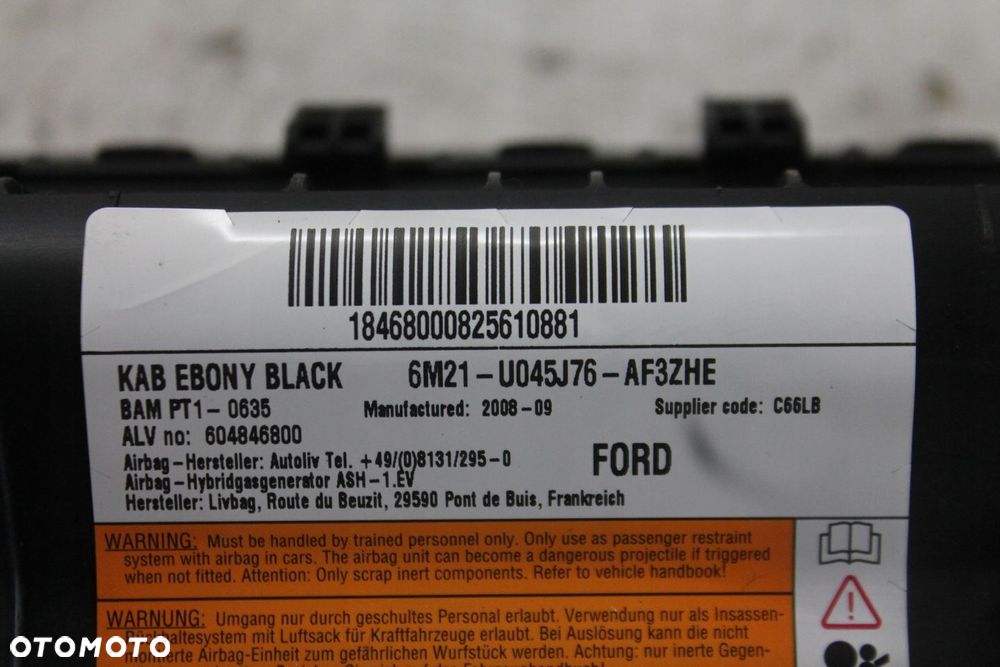 18468000825610881
KAB EBONY BLACK 6M21-U045J76-AF3ZHE
BAM PT1-0635 Manufactured: 2008-09 Supplier code: C66LB
ALV no: 604846800
Airbag-Hersteller: Autoliv Tel. +49/(0)8131/295-0
FORD
Airbag-Hybridgasgenerator ASH-1.EV
Hersteller: Livbag, Route du Beuzit, 29590 Pont de Buis, Frankreich
WARNING: Must be handled by trained personnel only. Only use as passenger restraint
system with airbag in cars. The airbag unit can become a dangerous projectile if triggered
when not fitted. Attention: Only scrap inert components. Refer to vehicle handbook!
WARNUNG: Umgang nur durch geschultes Personal erlaubt. Verwendung nur als Insassen-
Rückhaltesystem mit Luftsack für Kraftfahrzeuge erlaubt. Bei Auslösung kann die nicht
montierte Airbag-Einheit zum gefährlichen Wurfstück werden. Achtung: nur inerte Gegen-
OTOMOTO